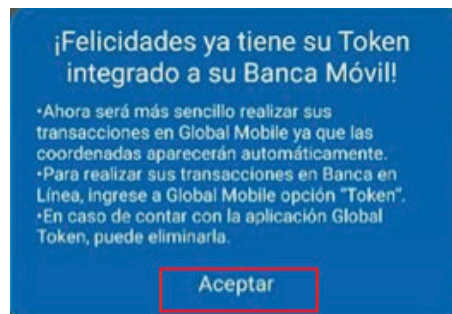 ¡Felicidades ya tiene su Token
integrado a su Banca Móvil!
•Ahora será más sencillo realizar sus
transacciones en Global Mobile ya que las
coordenadas aparecerán automáticamente.
•Para realizar sus transacciones en Banca en
Línea, ingrese a Global Mobile opción "Token".
•En caso de contar con la aplicación Global
Token, puede eliminarla.
Aceptar